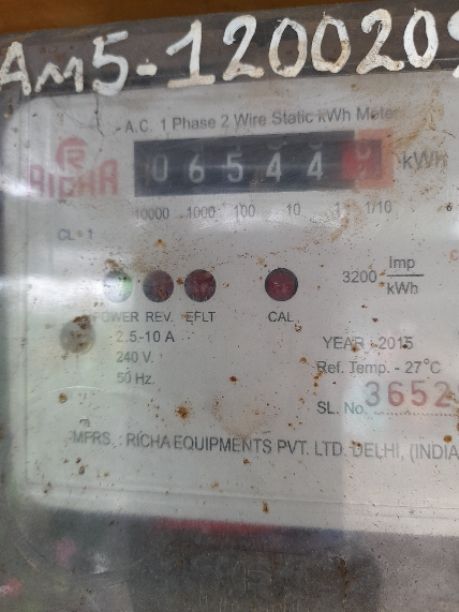 Am5-1200209
A.C. 1 Phase 2 Wire Static kWh Meter
R
RICHA
06544 kWh
10000 1000 100 10 1 1/10 6
CL- 1
3200 Imp/kWh
POWER REV. EFLT CAL
2.5-10 A
240 V.
50 Hz.
YEAR - 2015
Ref. Temp. - 27°C
SL. No. 3652
MFRS. : RICHA EQUIPMENTS PVT. LTD. DELHI, (INDIA